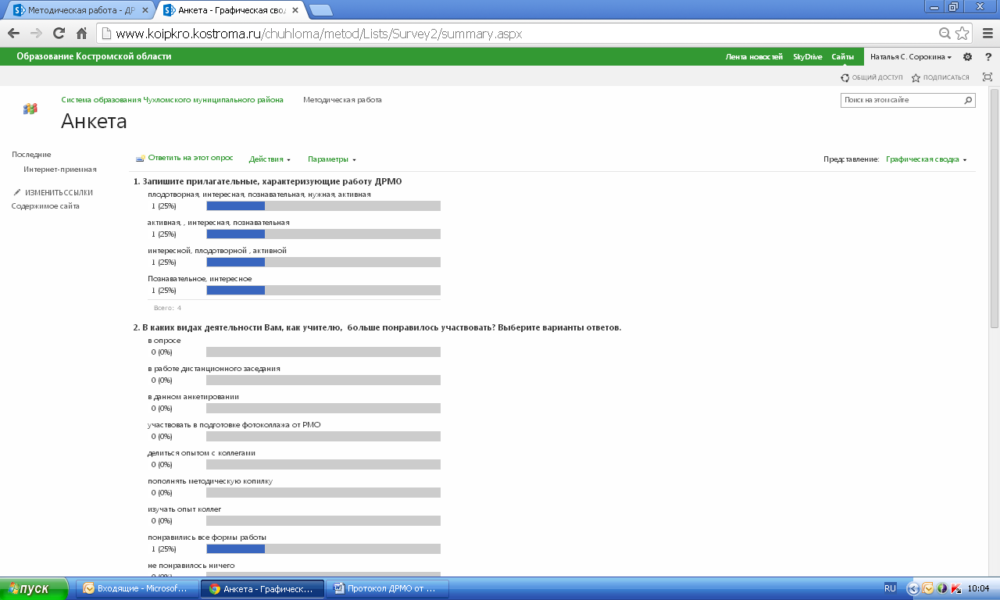 Методическая работа - ДР
Анкета - Графическая сво
www.koipkro.kostroma.ru/chuhloma/metod/Lists/Survey2/summary.aspx
Образование Костромской области
Лента новостей SkyDrive Сайты Наталья С. Сорокина ?
ОБЩИЙ ДОСТУП ПОДПИСАТЬСЯ
Система образования Чухломского муниципального района Методическая работа
Поиск на этом сайте
Анкета
Последние
Интернет-приемная
ИЗМЕНИТЬ ССЫЛКИ
Содержимое сайта
Ответить на этот опрос Действия Параметры Представление: Графическая сводка
1. Запишите прилагательные, характеризующие работу ДРМО
плодотворная, интересная, познавательная, нужная, активная
1 (25%)
активная, , интересная, познавательная
1 (25%)
интересной, плодотворной , активной
1 (25%)
Познавательное, интересное
1 (25%)
Всего: 4
2. В каких видах деятельности Вам, как учителю, больше понравилось участвовать? Выберите варианты ответов.
в опросе
0 (0%)
в работе дистанционного заседания
0 (0%)
в данном анкетировании
0 (0%)
участвовать в подготовке фотоколлажа от РМО
0 (0%)
делиться опытом с коллегами
0 (0%)
пополнять методическую копилку
0 (0%)
изучать опыт коллег
0 (0%)
понравились все формы работы
1 (25%)
не понравилось ничего
0 (0%)
пуск
Входящие - Microsof...
Анкета - Графическ...
Протокол ДРМО от ...
RU
10:04